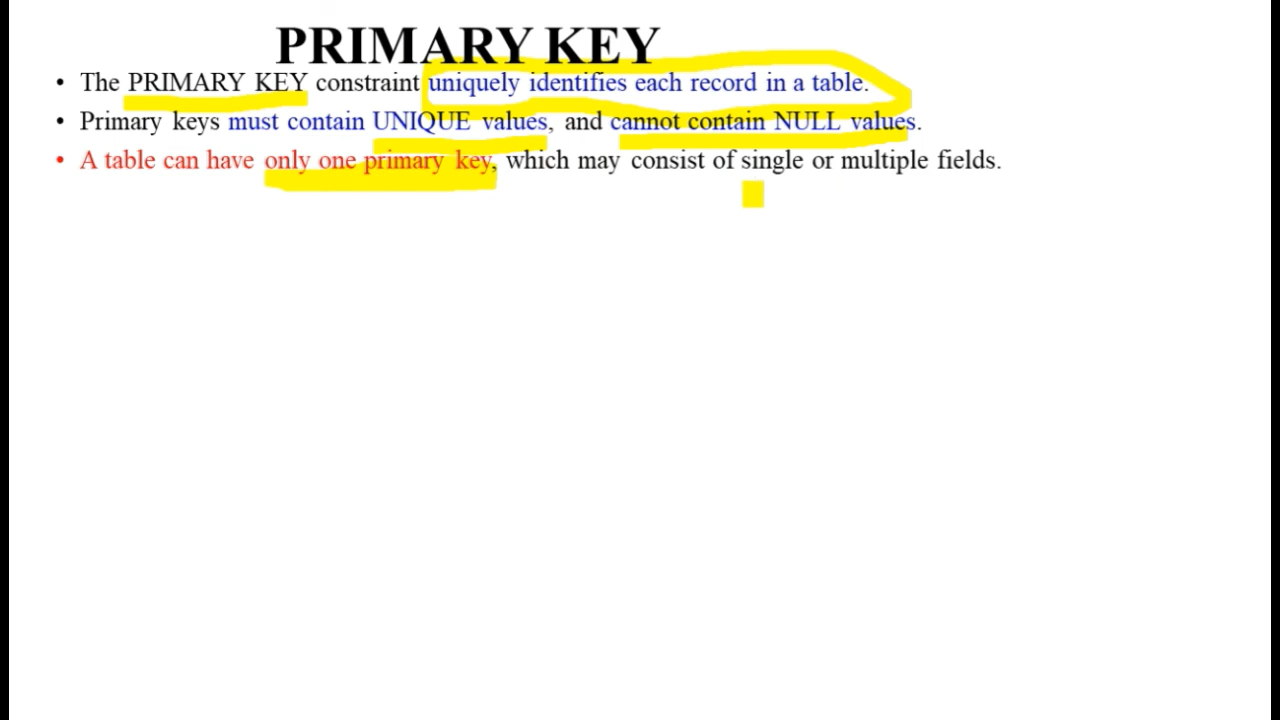 PRIMARY KEY
• The PRIMARY KEY constraint uniquely identifies each record in a table.
• Primary keys must contain UNIQUE values, and cannot contain NULL values.
• A table can have only one primary key, which may consist of single or multiple fields.